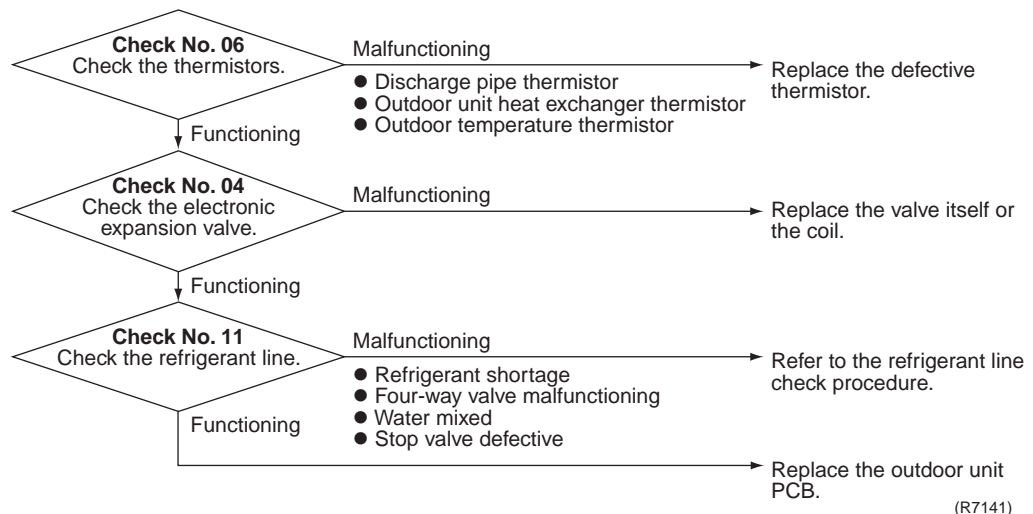 Check No. 06
Check the thermistors.
Malfunctioning
● Discharge pipe thermistor
● Outdoor unit heat exchanger thermistor
● Outdoor temperature thermistor
Replace the defective
thermistor.
Functioning
Check No. 04
Check the electronic
expansion valve.
Malfunctioning
Replace the valve itself or
the coil.
Functioning
Check No. 11
Check the refrigerant line.
Malfunctioning
● Refrigerant shortage
● Four-way valve malfunctioning
● Water mixed
● Stop valve defective
Refer to the refrigerant line
check procedure.
Functioning
Replace the outdoor unit
PCB.
(R7141)